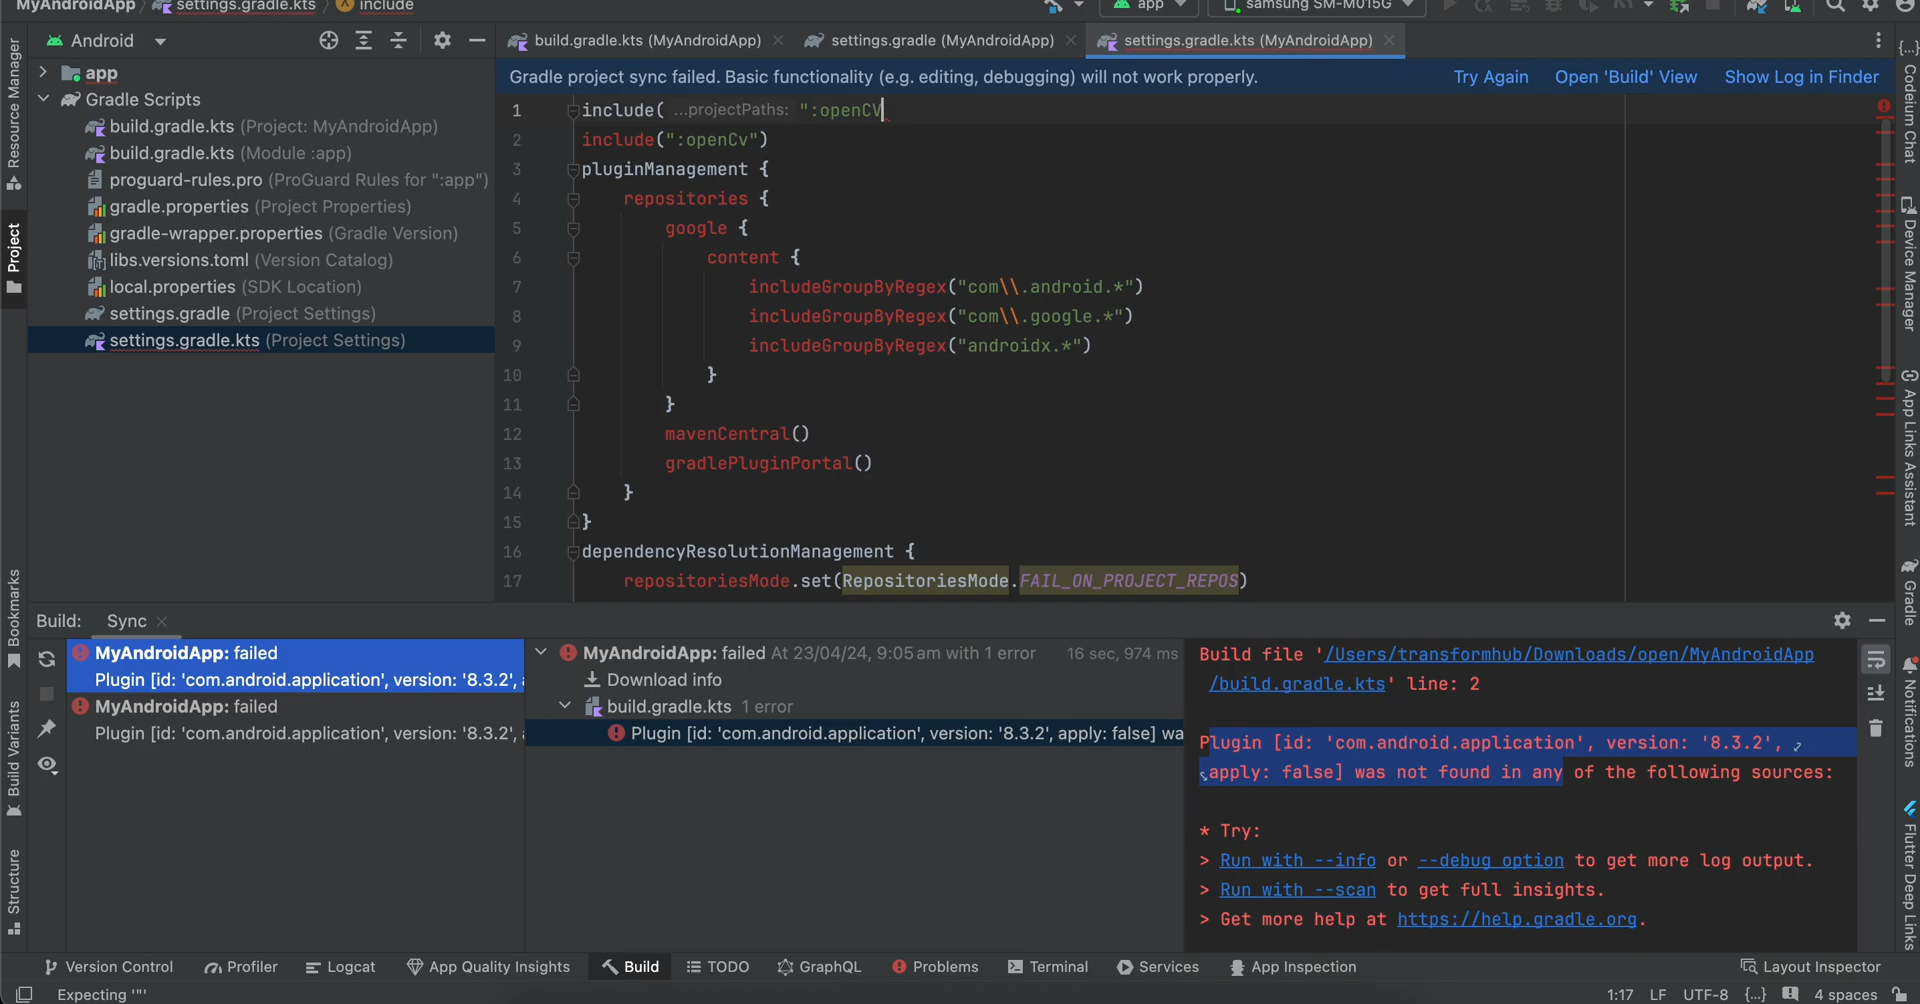 MyAndroidApp settings.gradle.kts include
app samsung SM-M015G
Android
build.gradle.kts (MyAndroidApp) settings.gradle (MyAndroidApp) settings.gradle.kts (MyAndroidApp)
Gradle project sync failed. Basic functionality (e.g. editing, debugging) will not work properly. Try Again Open 'Build' View Show Log in Finder
app
Gradle Scripts
build.gradle.kts (Project: MyAndroidApp)
build.gradle.kts (Module :app)
proguard-rules.pro (ProGuard Rules for ":app")
gradle.properties (Project Properties)
gradle-wrapper.properties (Gradle Version)
libs.versions.toml (Version Catalog)
local.properties (SDK Location)
settings.gradle (Project Settings)
settings.gradle.kts (Project Settings)
1 include( ...projectPaths: ":openCV
2 include(":openCv")
3 pluginManagement {
4 repositories {
5 google {
6 content {
7 includeGroupByRegex("com\\.android.*")
8 includeGroupByRegex("com\\.google.*")
9 includeGroupByRegex("androidx.*")
10 }
11 }
12 mavenCentral()
13 gradlePluginPortal()
14 }
15 }
16 dependencyResolutionManagement {
17 repositoriesMode.set(RepositoriesMode.FAIL_ON_PROJECT_REPOS)
Resource Manager
Project
Bookmarks
Build Variants
Structure
{...} Codeium Chat
Device Manager
App Links Assistant
Gradle
Notifications
Flutter Deep Links
Build: Sync
MyAndroidApp: failed
Plugin [id: 'com.android.application', version: '8.3.2', a
MyAndroidApp: failed
Plugin [id: 'com.android.application', version: '8.3.2', a
MyAndroidApp: failed At 23/04/24, 9:05 am with 1 error 16 sec, 974 ms
Download info
build.gradle.kts 1 error
Plugin [id: 'com.android.application', version: '8.3.2', apply: false] wa
Build file '/Users/transformhub/Downloads/open/MyAndroidApp
/build.gradle.kts' line: 2
Plugin [id: 'com.android.application', version: '8.3.2',
apply: false] was not found in any of the following sources:
* Try:
> Run with --info or --debug option to get more log output.
> Run with --scan to get full insights.
> Get more help at https://help.gradle.org.
Version Control Profiler Logcat App Quality Insights Build TODO GraphQL Problems Terminal Services App Inspection Layout Inspector
Expecting '"' 1:17 LF UTF-8 {..} 4 spaces